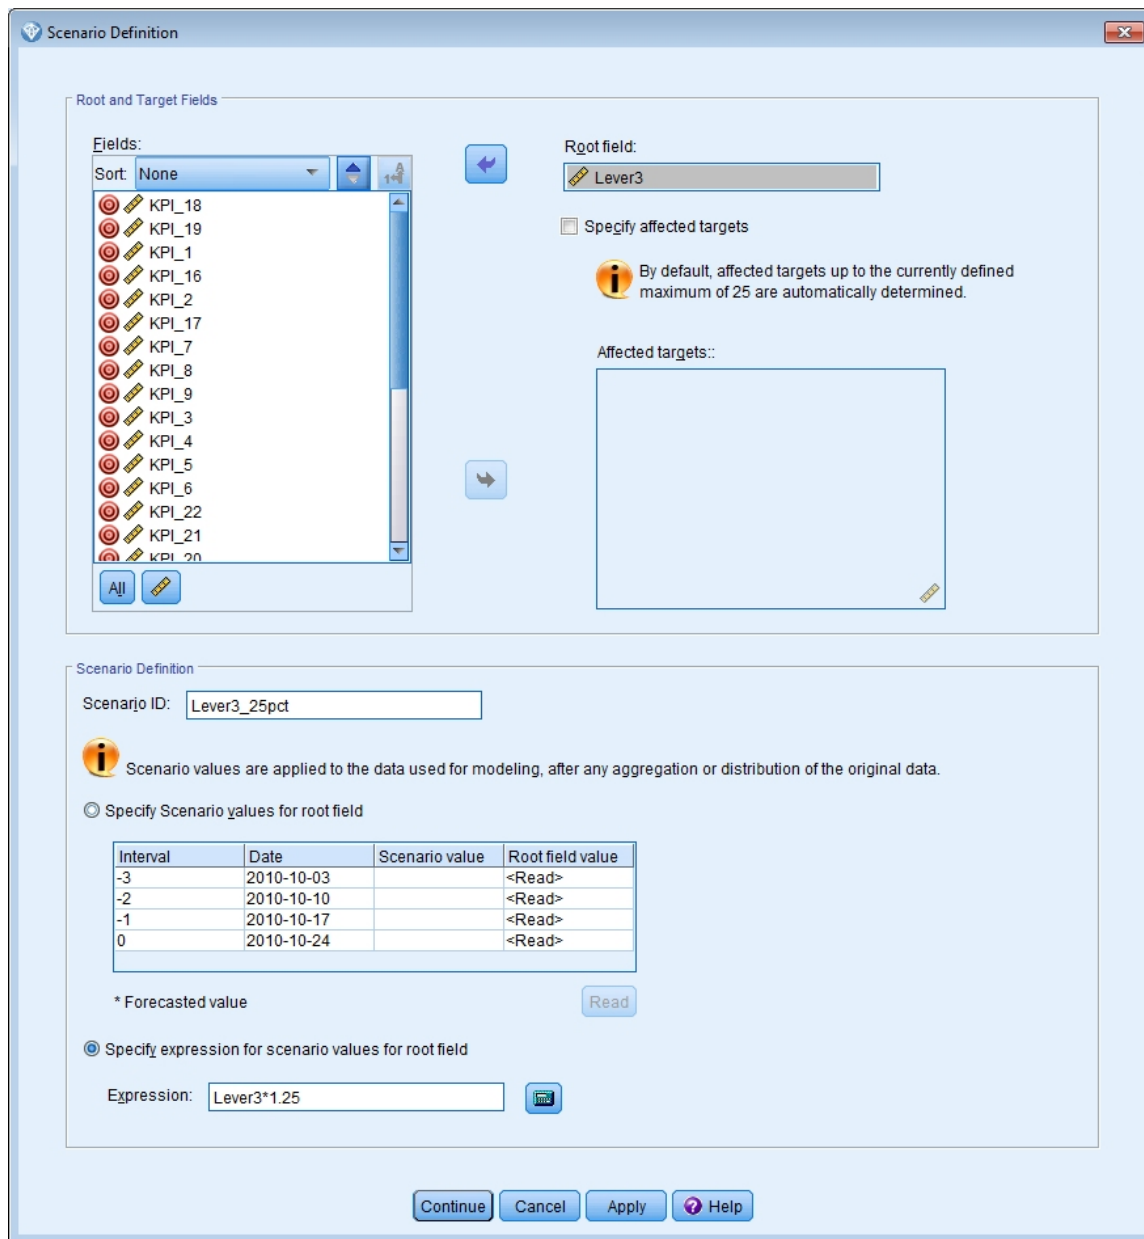 Scenario Definition
Root and Target Fields
Fields:
Sort: None
KPI_18
KPI_19
KPI_1
KPI_16
KPI_2
KPI_17
KPI_7
KPI_8
KPI_9
KPI_3
KPI_4
KPI_5
KPI_6
KPI_22
KPI_21
KPI_20
All
Root field:
Lever3
Specify affected targets
By default, affected targets up to the currently defined
maximum of 25 are automatically determined.
Affected targets::
Scenario Definition
Scenario ID: Lever3_25pct
Scenario values are applied to the data used for modeling, after any aggregation or distribution of the original data.
Specify Scenario values for root field
Interval Date Scenario value Root field value
-3 2010-10-03 <Read>
-2 2010-10-10 <Read>
-1 2010-10-17 <Read>
0 2010-10-24 <Read>
* Forecasted value Read
Specify expression for scenario values for root field
Expression: Lever3*1.25
Continue Cancel Apply Help